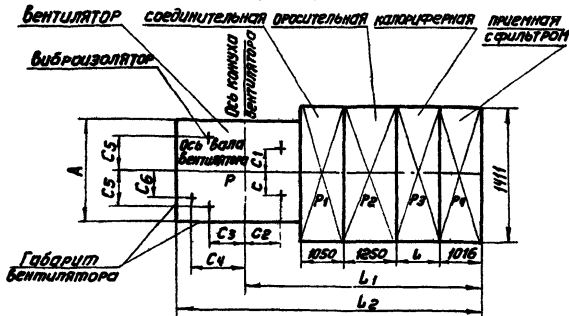 вентилятор
соединительная
оросительная
калориферная
приемная
с фильтром
виброизолятор
Ось кожуха
вентилятора
A
C5
C5
C6
Ось вала
вентилятора
P
C1
C
P1
P2
P3
P4
1411
C3
C2
C4
1050
1250
L
1016
Габарит
вентилятора
L1
L2